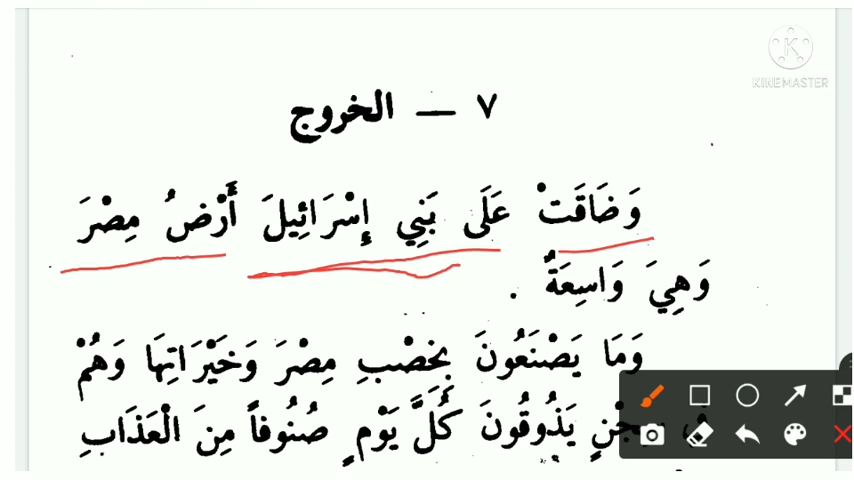 KINEMASTER
٧ — الخروج
وَضَاقَتْ عَلَى بَنِي إِسْرَائِيلَ أَرْضُ مِصْرَ
وَهِيَ وَاسِعَةٌ .
وَمَا يَصْنَعُونَ بِخِصْبِ مِصْرَ وَخَيْرَاتِهَا وَهُمْ
يَذُوقُونَ كُلَّ يَوْمٍ صُنُوفاً مِنَ الْعَذَابِ